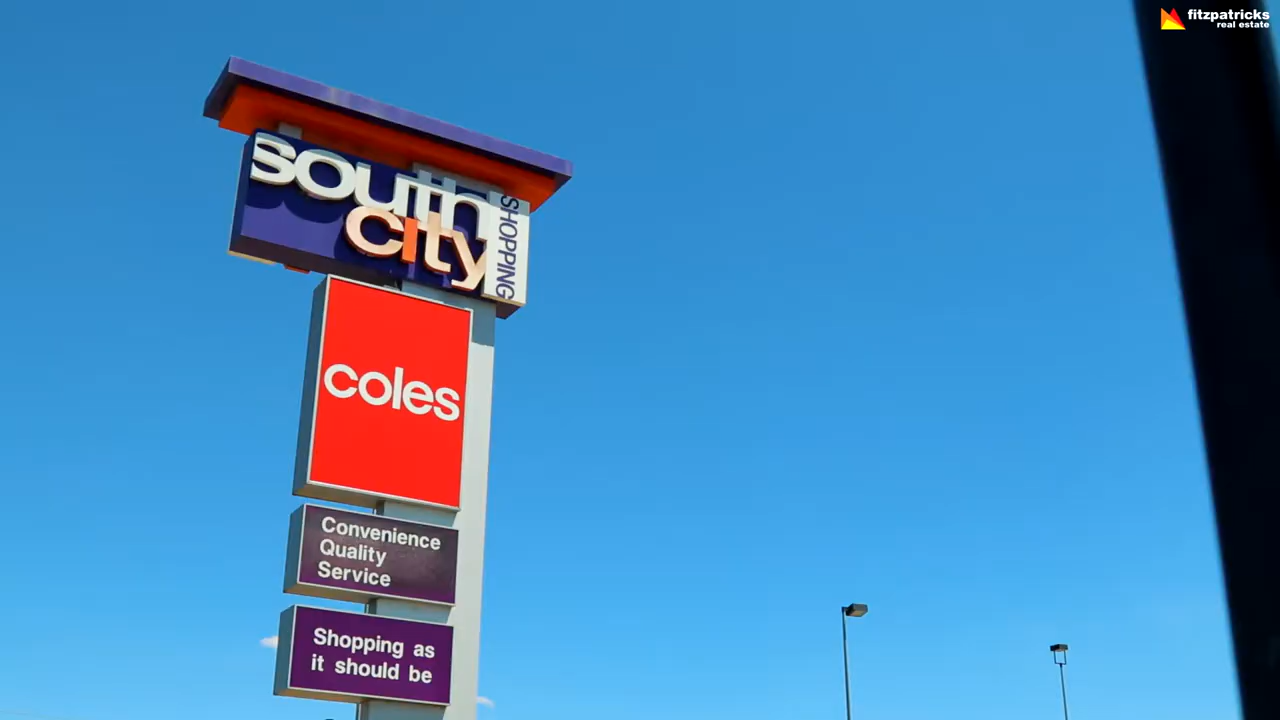 fitzpatricks
real estate
south
city
SHOPPING
coles
Convenience
Quality
Service
Shopping as
it should be